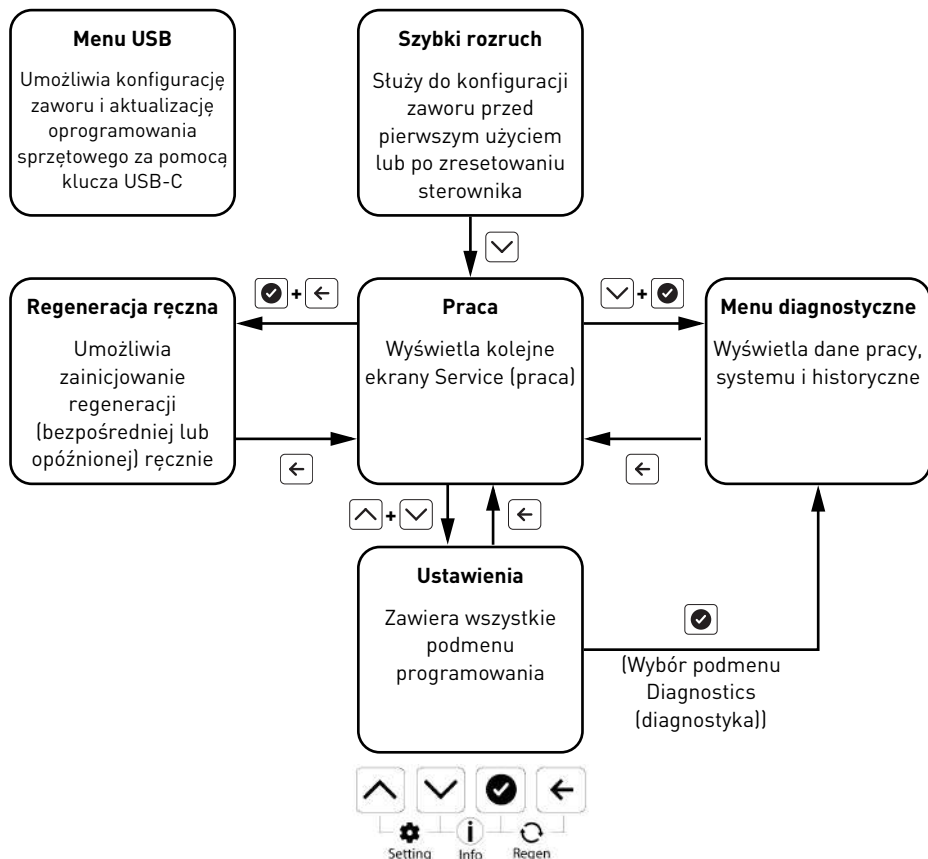 Menu USB
Umożliwia konfigurację
zaworu i aktualizację
oprogramowania
sprzętowego za pomocą
klucza USB-C
Szybki rozruch
Służy do konfiguracji
zaworu przed
pierwszym użyciem
lub po zresetowaniu
sterownika
Regeneracja ręczna
Umożliwia
zainicjowanie
regeneracji
(bezpośredniej lub
opóźnionej) ręcznie
+
Praca
Wyświetla kolejne
ekrany Service (praca)
+
Menu diagnostyczne
Wyświetla dane pracy,
systemu i historyczne
+
Ustawienia
Zawiera wszystkie
podmenu
programowania
(Wybór podmenu
Diagnostics
(diagnostyka))
Setting Info Regen